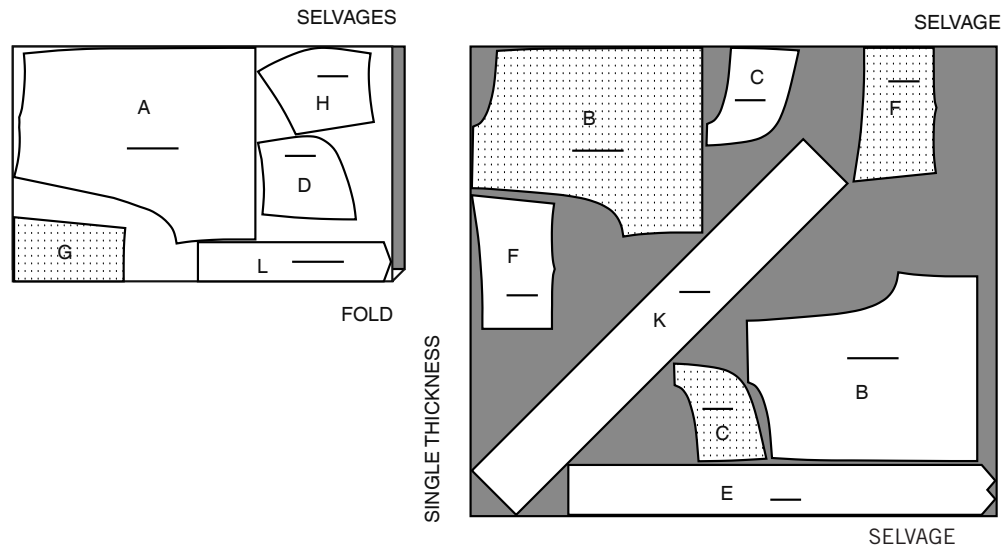 SELVAGES
A
H
D
G
L
FOLD
SINGLE THICKNESS
SELVAGE
B
C
F
F
K
B
C
E
SELVAGE